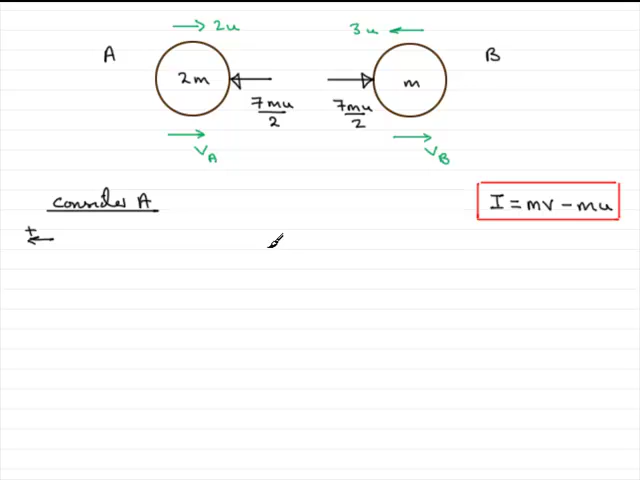 2u
3u
A
B
2m
m
7mu/2
7mu/2
VA
VB
Consider A
I = mv - mu
+